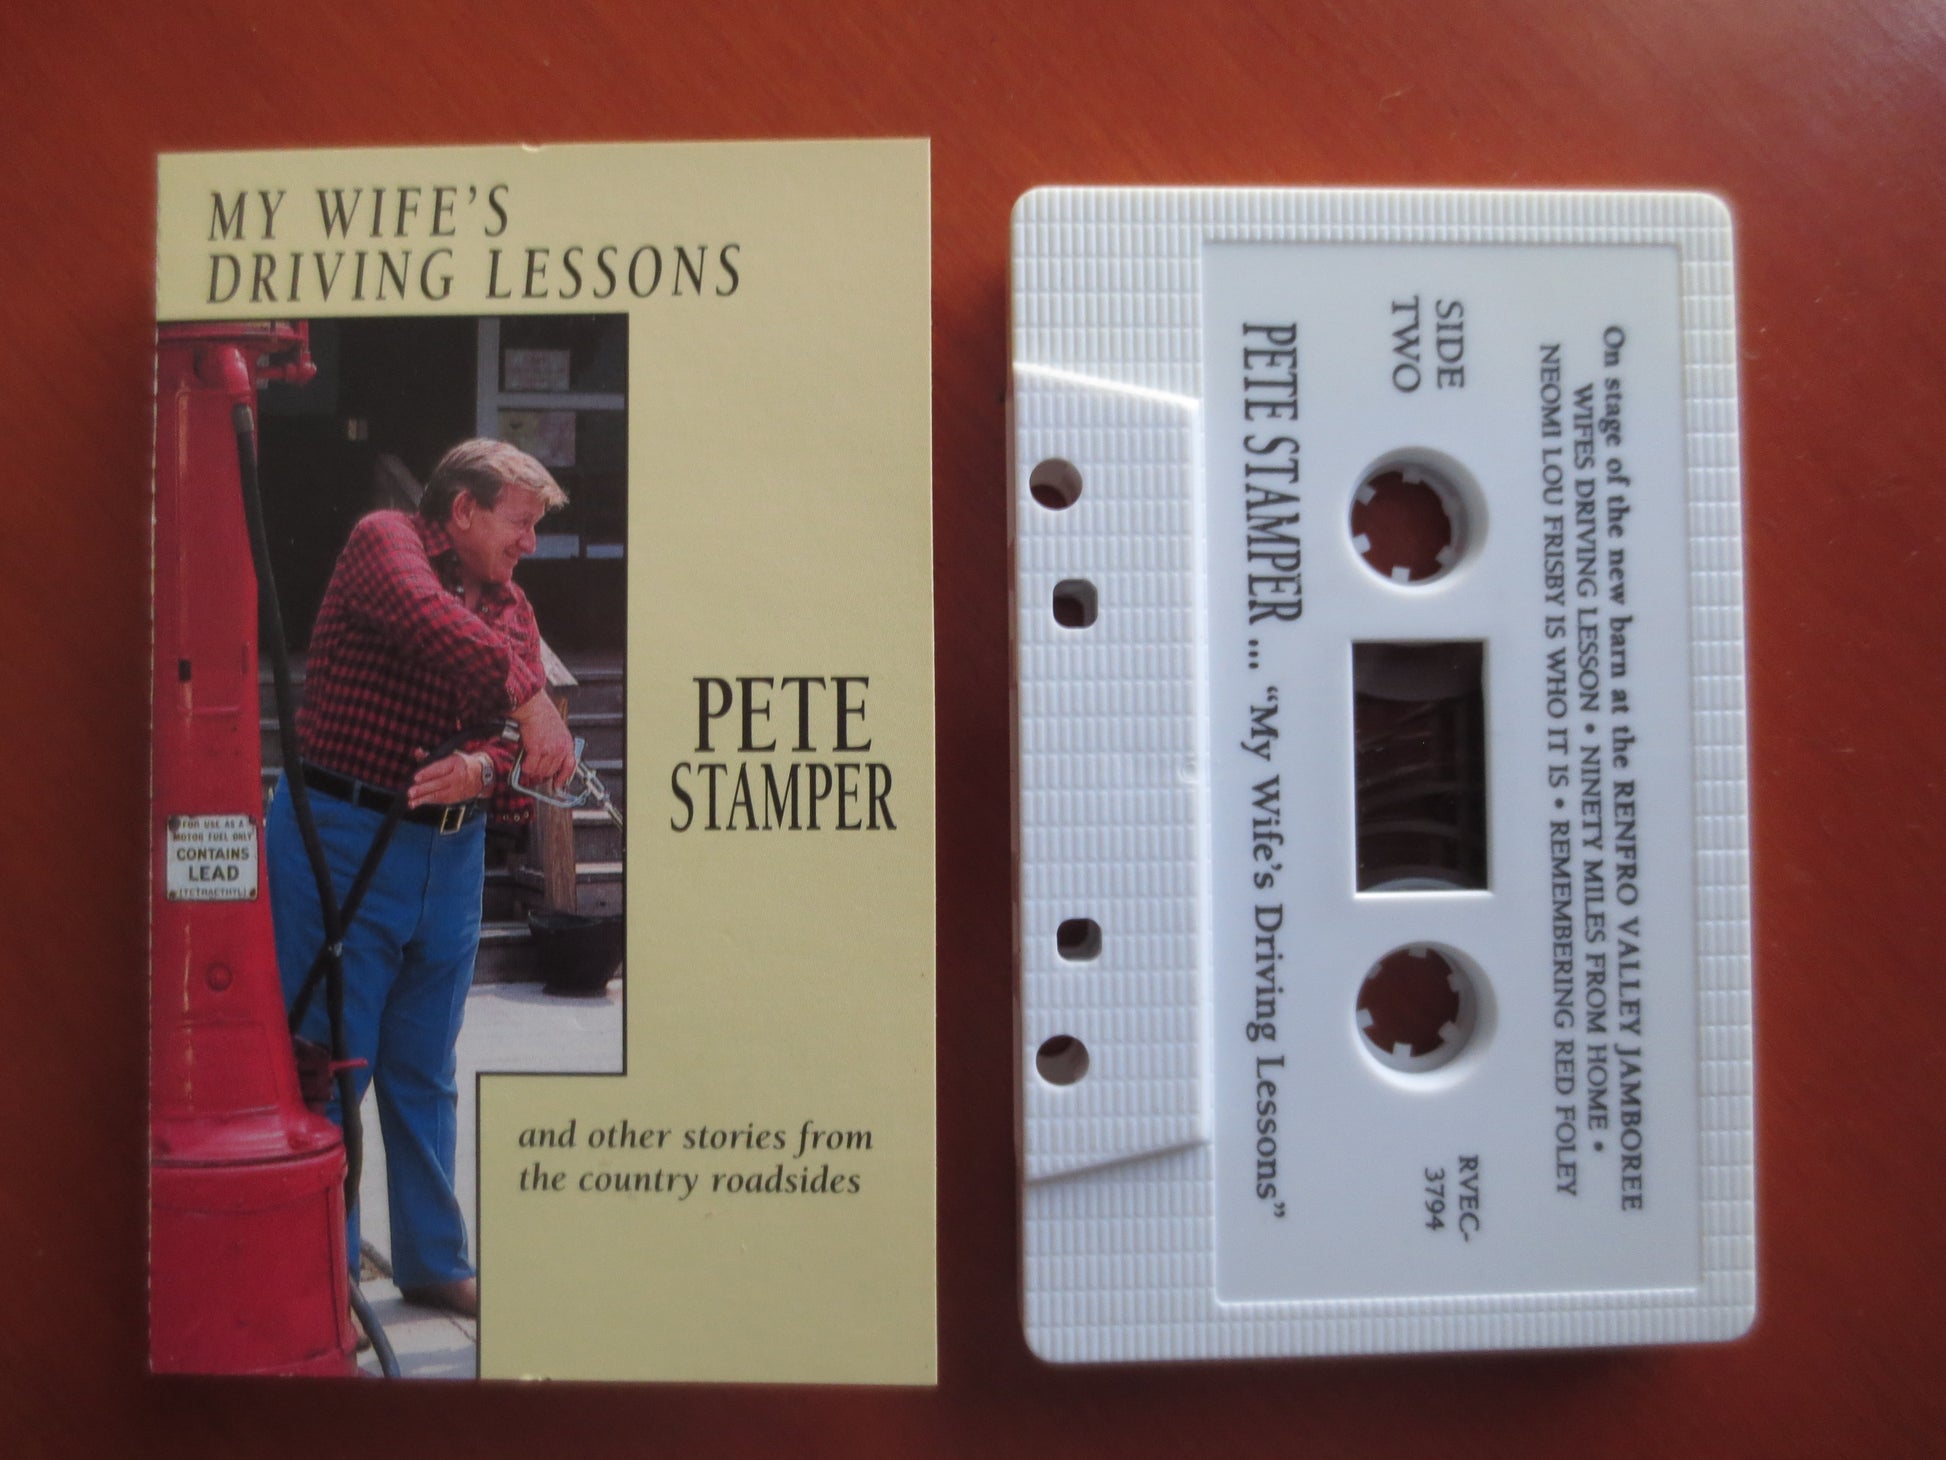 MY WIFE'S
DRIVING LESSONS
FOR USE AS A
MOTOR FUEL ONLY
CONTAINS
LEAD
(TETRAETHYL)
PETE
STAMPER
and other stories from
the country roadsides
On stage of the new barn at the RENFRO VALLEY JAMBOREE
WIFES DRIVING LESSON • NINETY MILES FROM HOME •
NEOMI LOU FRISBY IS WHO IT IS • REMEMBERING RED FOLEY
SIDE
TWO
RVEC-
3794
PETE STAMPER ... “My Wife’s Driving Lessons”